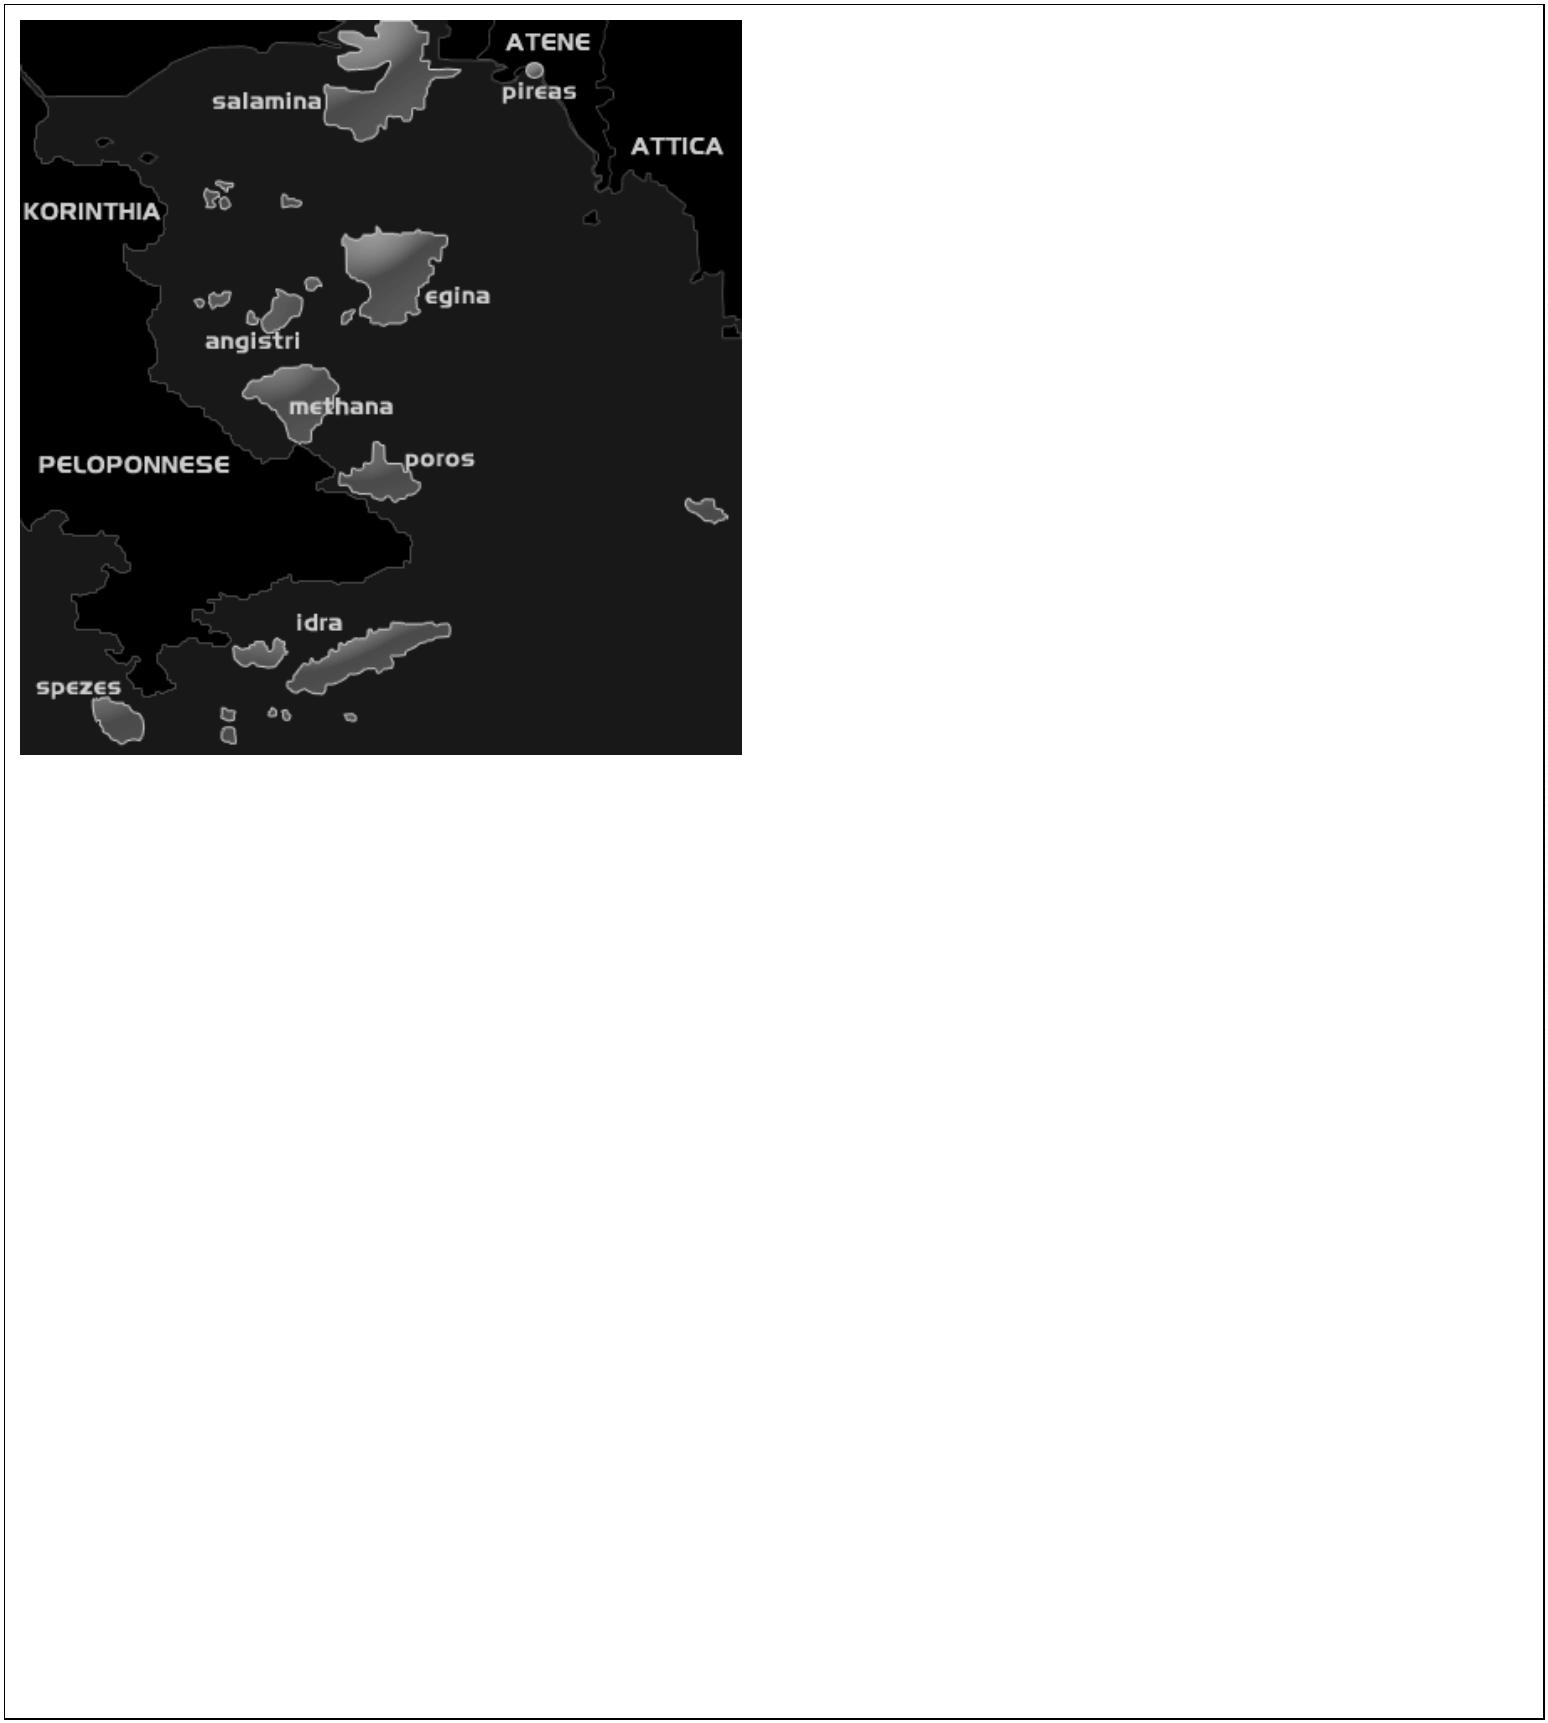 ATENE
pireas
salamina
ATTICA
KORINTHIA
egina
angistri
methana
poros
PELOPONNESE
idra
spezes